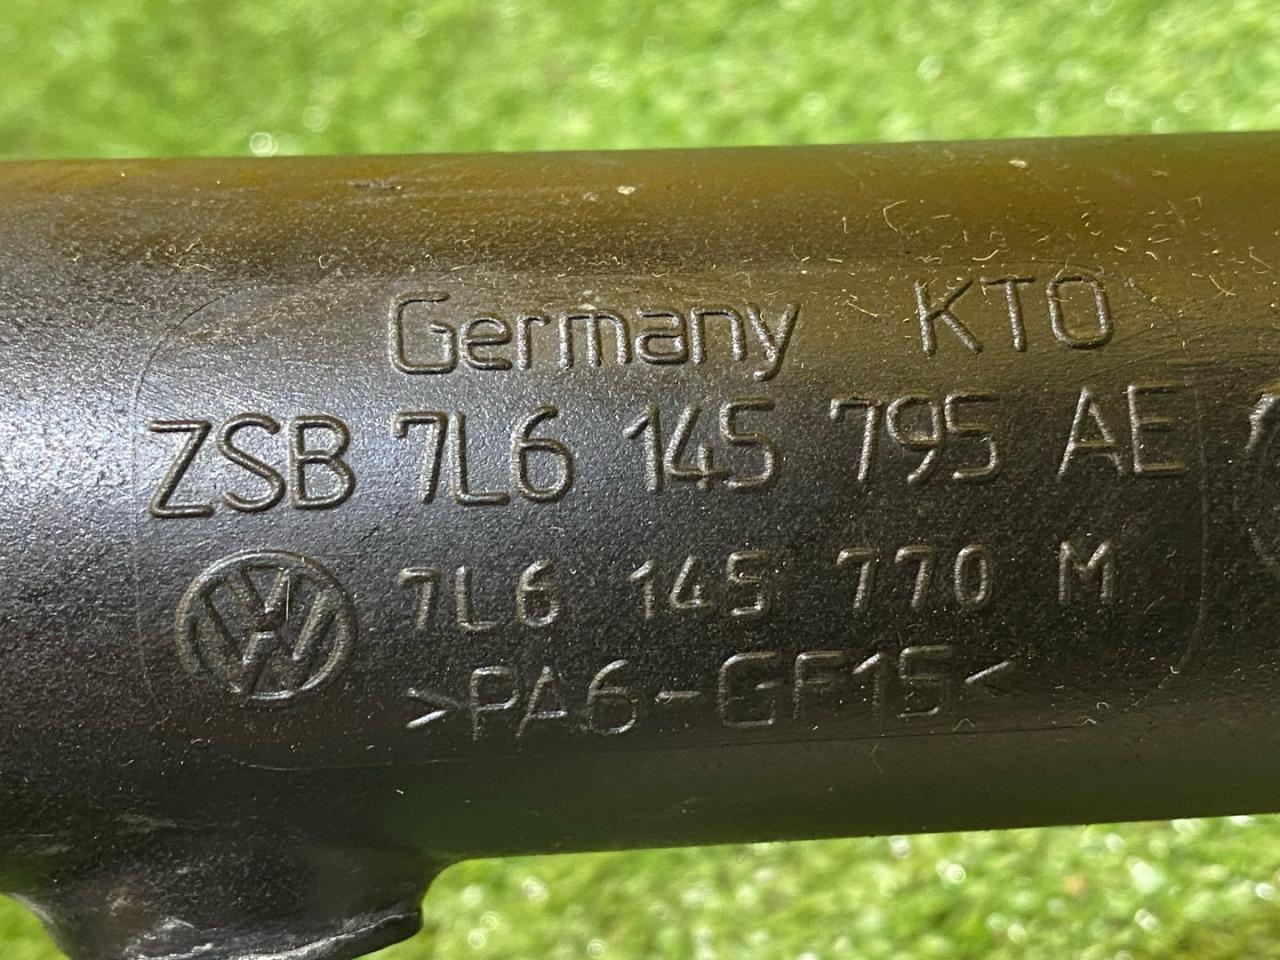 Germany KTO
ZSB 7L6 145 795 AE
7L6 145 770 M
>PA6-GF15<